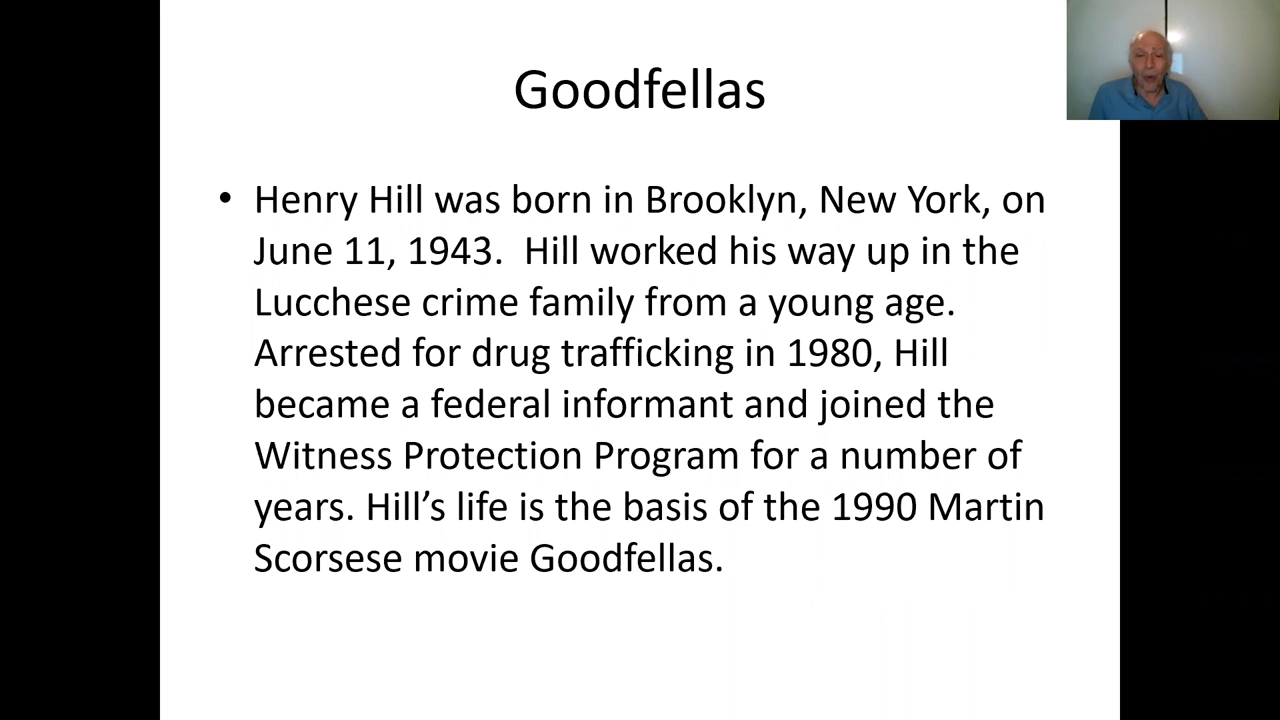 Goodfellas
• Henry Hill was born in Brooklyn, New York, on
June 11, 1943.  Hill worked his way up in the
Lucchese crime family from a young age.
Arrested for drug trafficking in 1980, Hill
became a federal informant and joined the
Witness Protection Program for a number of
years. Hill’s life is the basis of the 1990 Martin
Scorsese movie Goodfellas.